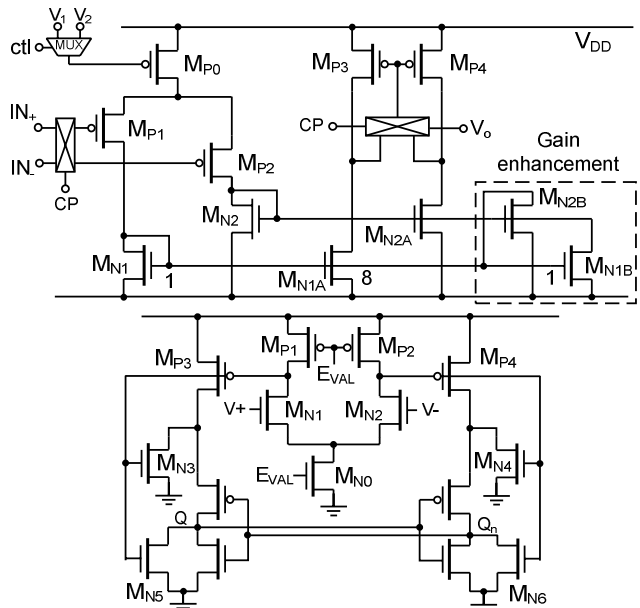 V1 V2
ctl MUX
MP0
VDD
MP3 MP4
IN+
MP1
IN-
CP
MP2
CP Vo
Gain
enhancement
MN2
MN2A
MN2B
MN1 1
MN1A 8
1 MN1B
MP3
MP1 MP2
MP4
EVAL
V+ MN1 MN2 V-
MN3
EVAL MN0
MN4
Q
Qn
MN5
MN6